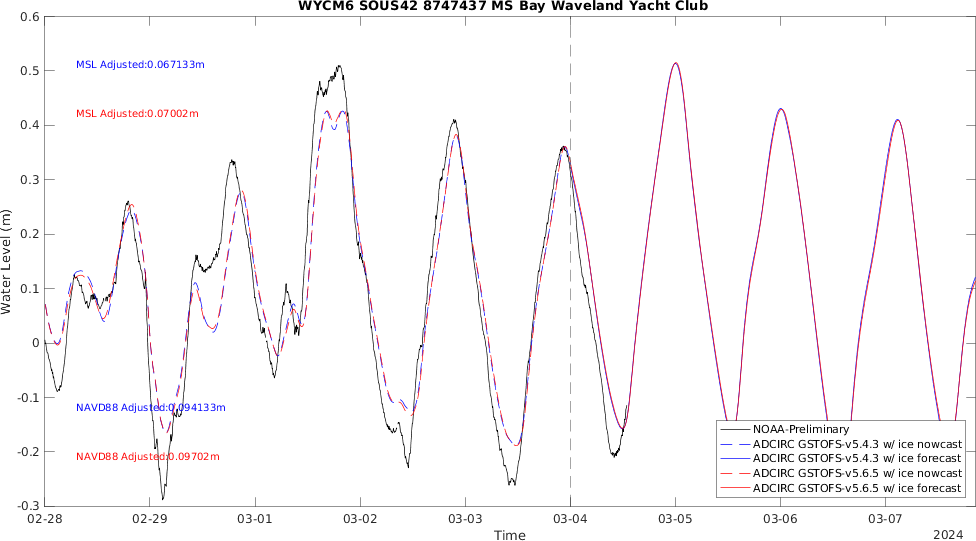 WYCM6 SOUS42 8747437 MS Bay Waveland Yacht Club
0.6
0.5
0.4
0.3
0.2
0.1
0
-0.1
-0.2
-0.3
Water Level (m)
MSL Adjusted:0.067133m
MSL Adjusted:0.07002m
NAVD88 Adjusted:0.094133m
NAVD88 Adjusted:0.09702m
NOAA-Preliminary
ADCIRC GSTOFS-v5.4.3 w/ ice nowcast
ADCIRC GSTOFS-v5.4.3 w/ ice forecast
ADCIRC GSTOFS-v5.6.5 w/ ice nowcast
ADCIRC GSTOFS-v5.6.5 w/ ice forecast
02-28 02-29 03-01 03-02 03-03 03-04 03-05 03-06 03-07
Time
2024